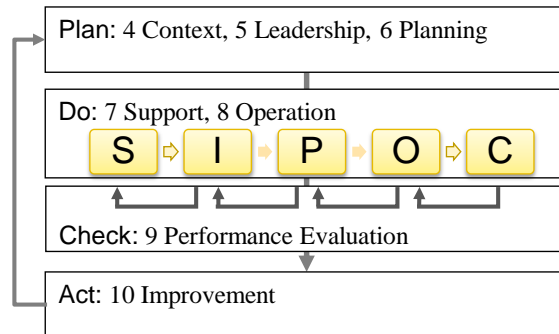 Plan: 4 Context, 5 Leadership, 6 Planning
Do: 7 Support, 8 Operation
S I P O C
Check: 9 Performance Evaluation
Act: 10 Improvement